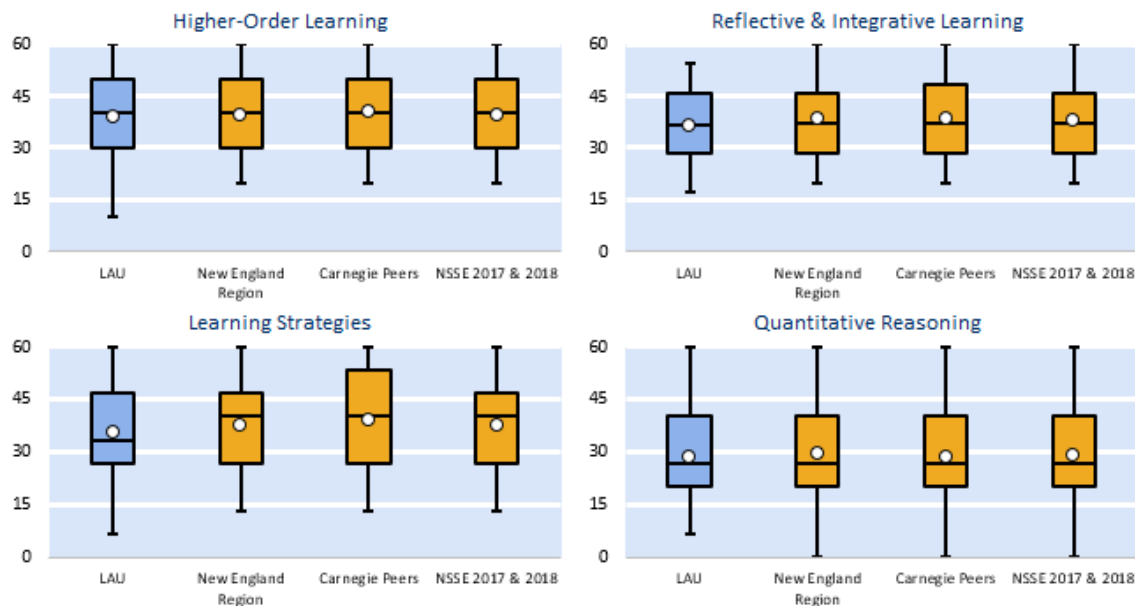 Higher-Order Learning
Reflective & Integrative Learning
60
45
30
15
0
LAU
New England
Region
Carnegie Peers
NSSE 2017 & 2018
60
45
30
15
0
LAU
New England
Region
Carnegie Peers
NSSE 2017 & 2018
Learning Strategies
Quantitative Reasoning
60
45
30
15
0
LAU
New England
Region
Carnegie Peers
NSSE 2017 & 2018
60
45
30
15
0
LAU
New England
Region
Carnegie Peers
NSSE 2017 & 2018